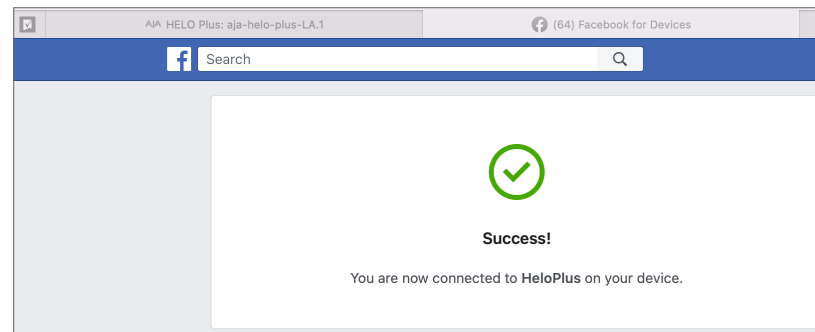 AJA HELO Plus: aja-helo-plus-LA.1
(64) Facebook for Devices
f Search
Success!
You are now connected to HeloPlus on your device.